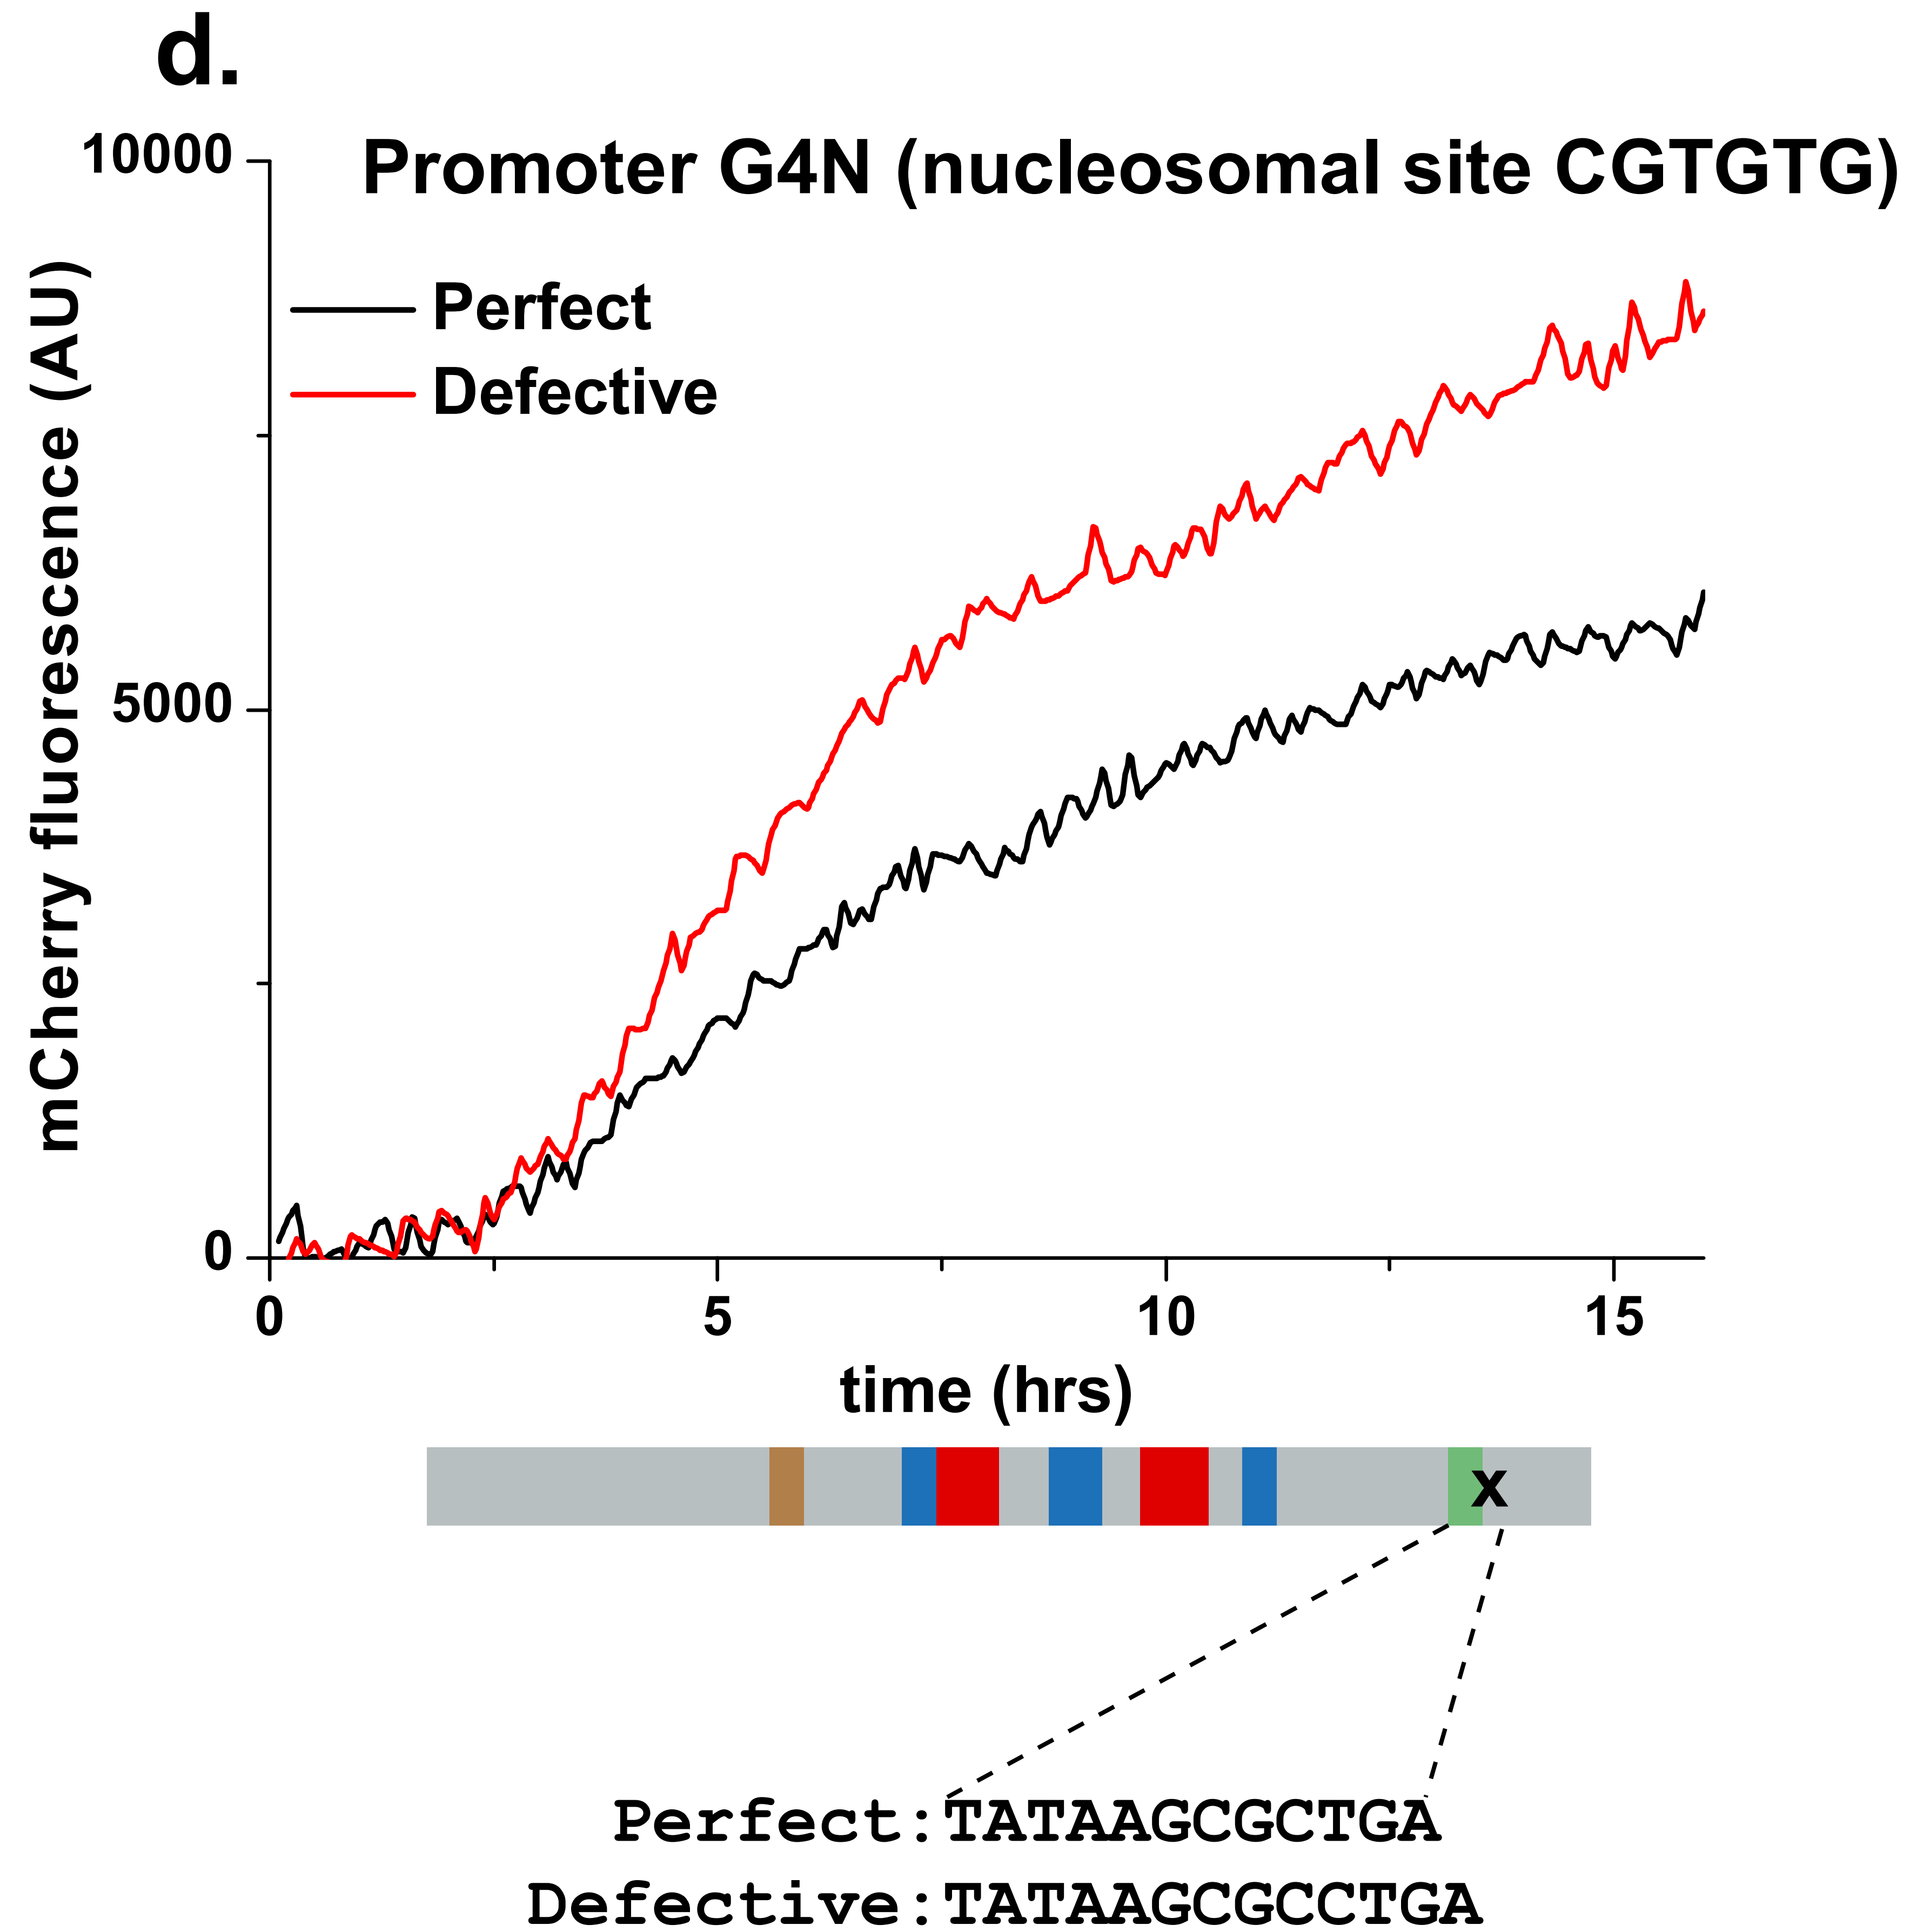 d.
Promoter G4N (nucleosomal site CGTGTG)
10000
5000
0
mCherry fluorescence (AU)
Perfect
Defective
0 5 10 15
time (hrs)
x
Perfect:TATAAGCGCTGA
Defective:TATAAGCGCCTGA